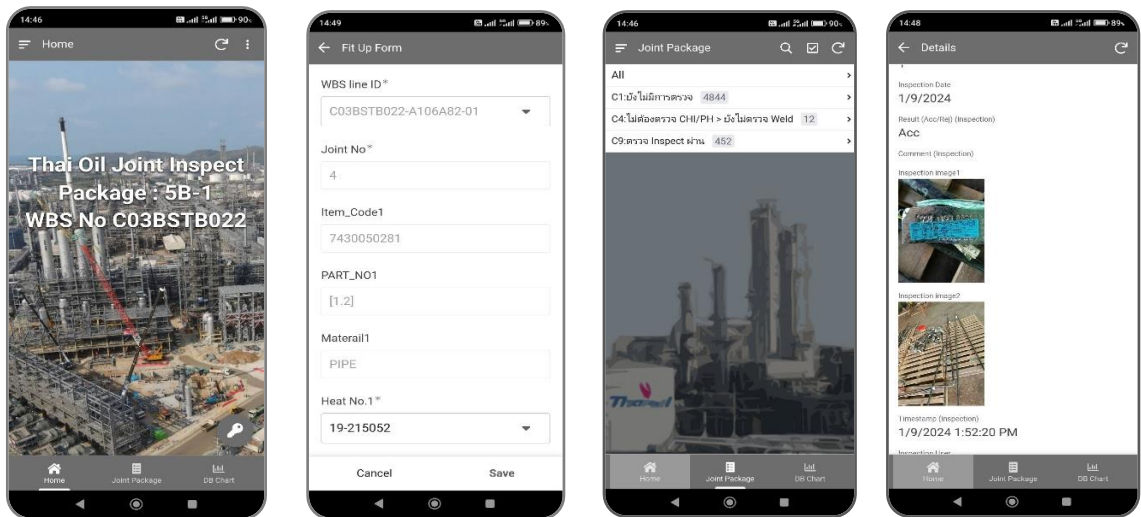 14:46
90%
Home
Thai Oil Joint Inspect
Package : 5B-1
WBS No C03BSTB022
Home
Joint Package
DB Chart
14:49
89%
Fit Up Form
WBS line ID*
C03BSTB022-A106A82-01
Joint No*
4
Item_Code1
7430050281
PART_NO1
[1.2]
Materail1
PIPE
Heat No.1*
19-215052
Cancel
Save
14:46
90%
Joint Package
All
C1:ยังไม่มีการตรวจ 4844
C4:ไม่ต้องตรวจ CHI/PH > ยังไม่ตรวจ Weld 12
C9:ตรวจ Inspect ผ่าน 452
Thaioil
Home
Joint Package
DB Chart
14:48
89%
Details
Inspection Date
1/9/2024
Result (Acc/Rej) (Inspection)
Acc
Comment (Inspection)
Inspection image1
Inspection image2
Timestamp (Inspection)
1/9/2024 1:52:20 PM
Inspection User
Home
Joint Package
DB Chart